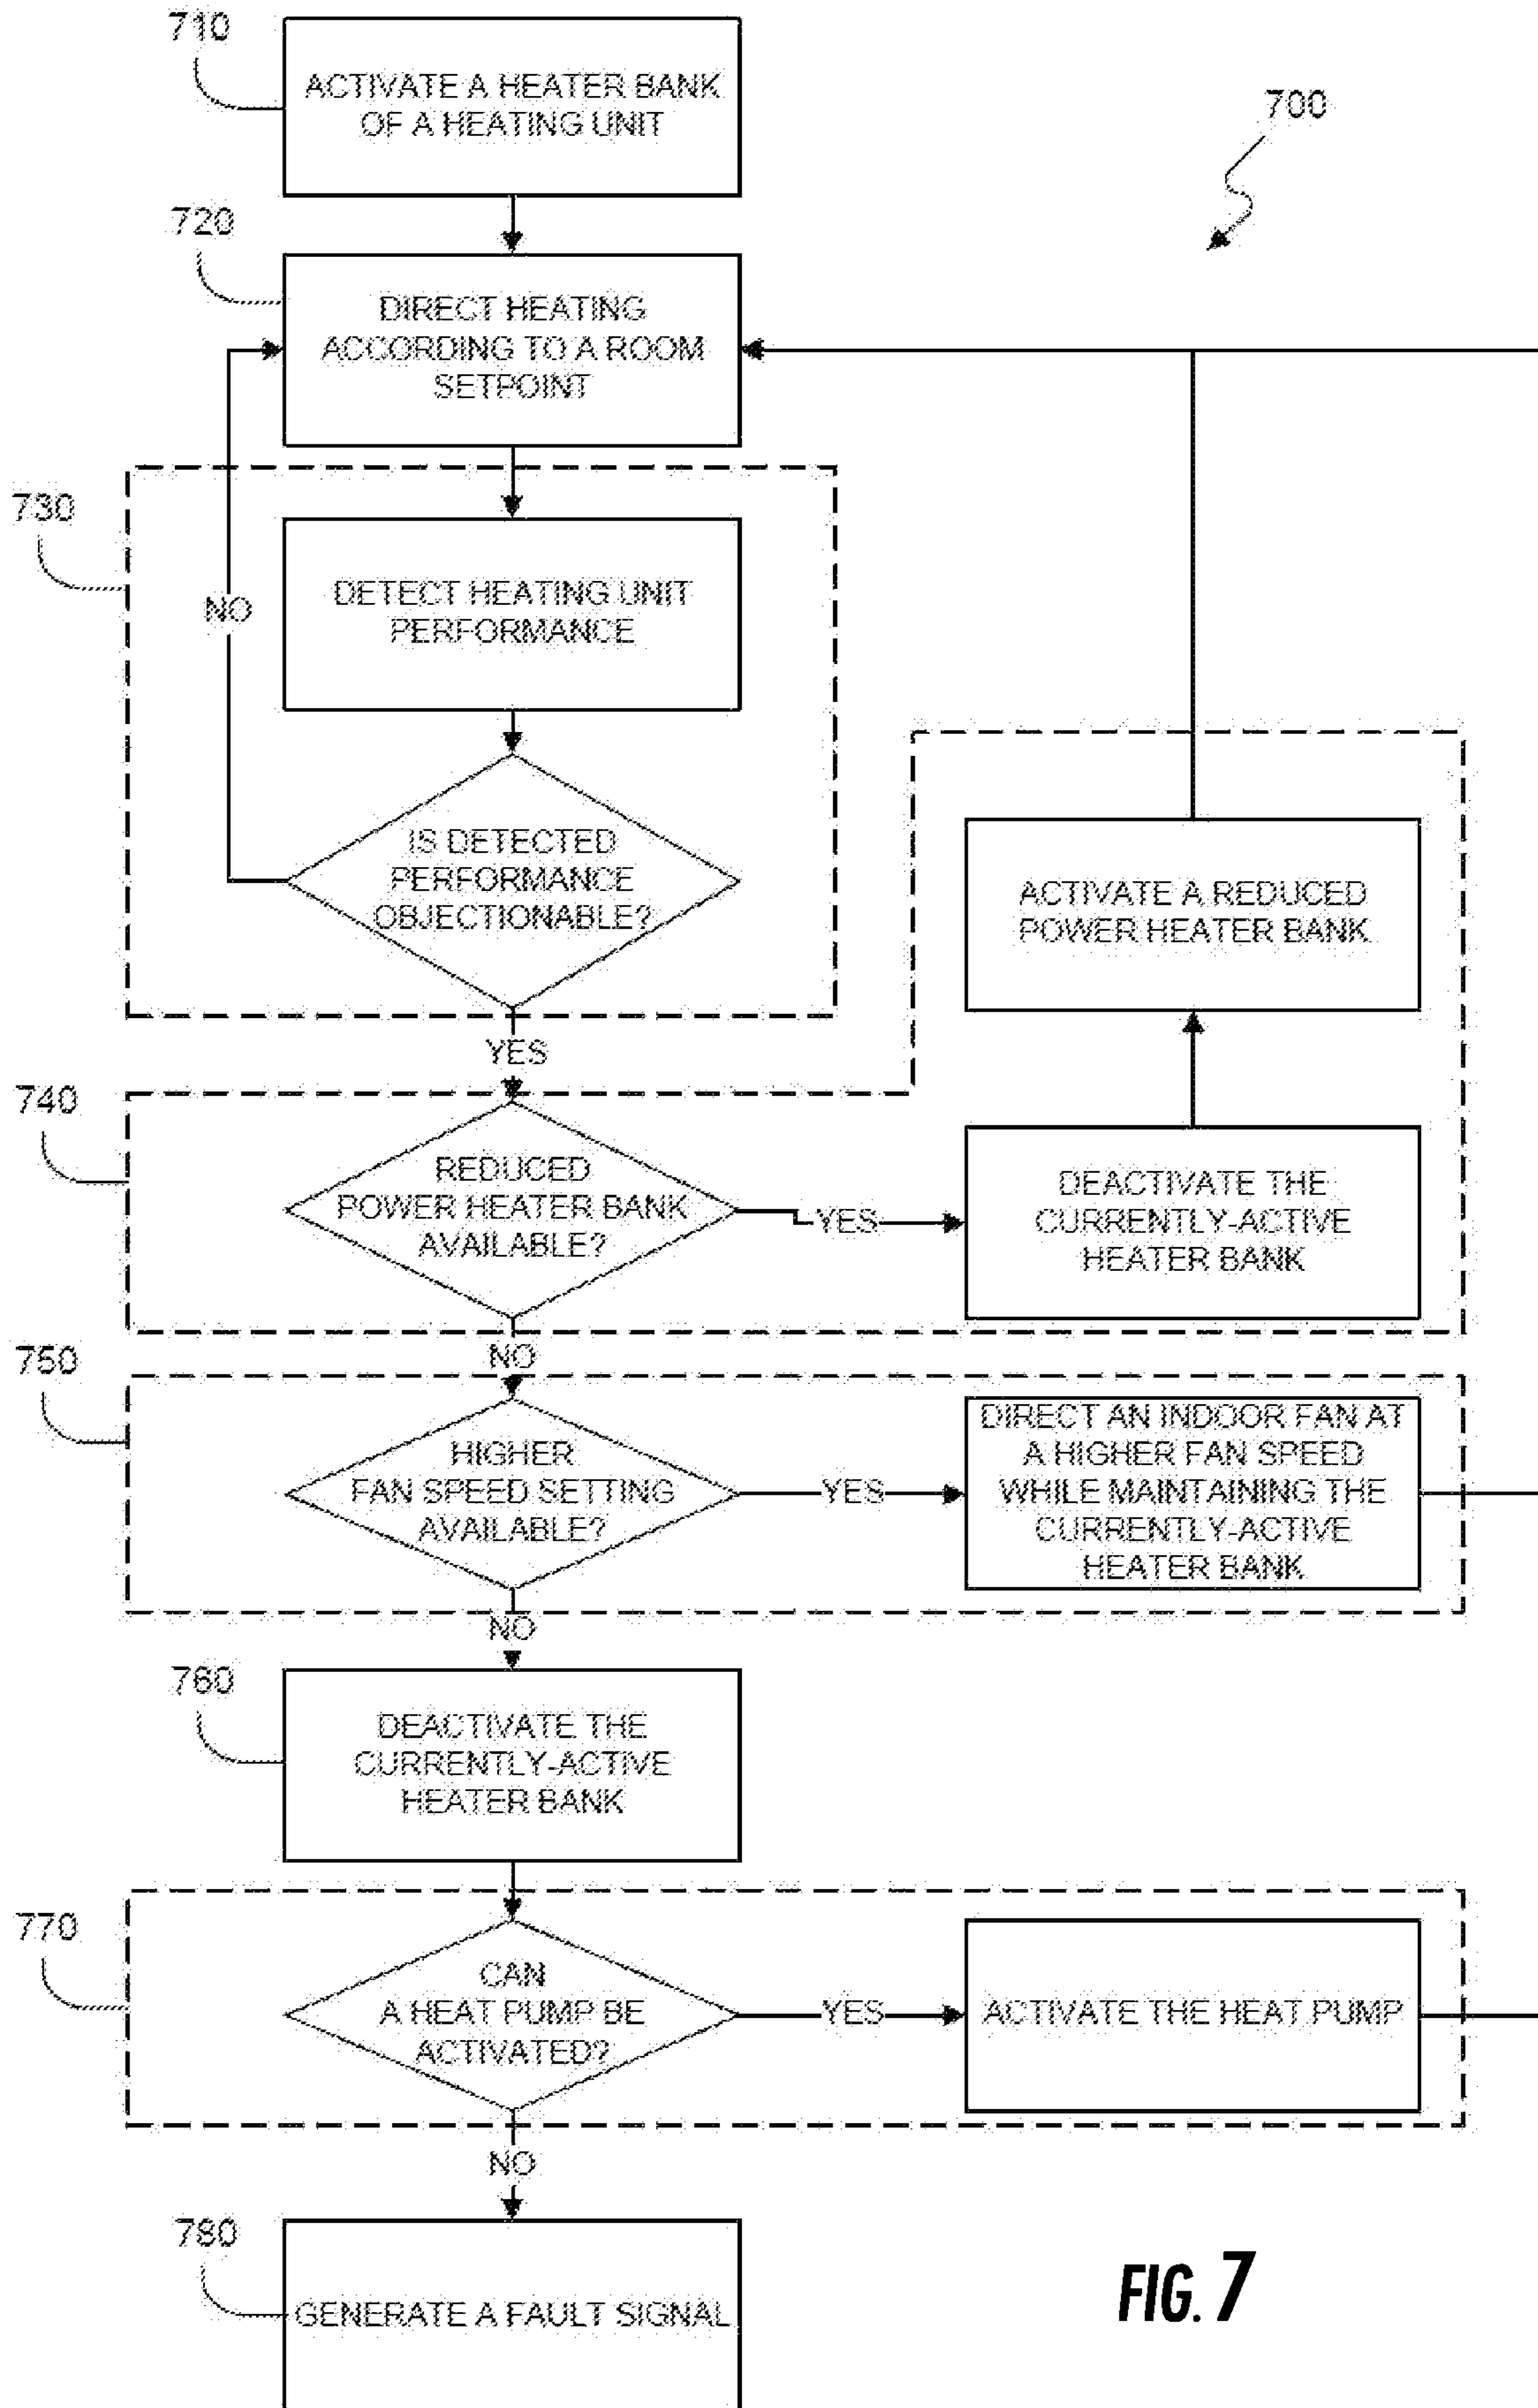 710
ACTIVATE A HEATER BANK
OF A HEATING UNIT
700
720
DIRECT HEATING
ACCORDING TO A ROOM
SETPOINT
730
DETECT HEATING UNIT
PERFORMANCE
NO
IS DETECTED
PERFORMANCE
OBJECTIONABLE?
ACTIVATE A REDUCED
POWER HEATER BANK
YES
740
REDUCED
POWER HEATER BANK
AVAILABLE?
YES
DEACTIVATE THE
CURRENTLY-ACTIVE
HEATER BANK
NO
750
HIGHER
FAN SPEED SETTING
AVAILABLE?
YES
DIRECT AN INDOOR FAN AT
A HIGHER FAN SPEED
WHILE MAINTAINING THE
CURRENTLY-ACTIVE
HEATER BANK
NO
760
DEACTIVATE THE
CURRENTLY-ACTIVE
HEATER BANK
770
CAN
A HEAT PUMP BE
ACTIVATED?
YES
ACTIVATE THE HEAT PUMP
NO
780
GENERATE A FAULT SIGNAL
FIG. 7